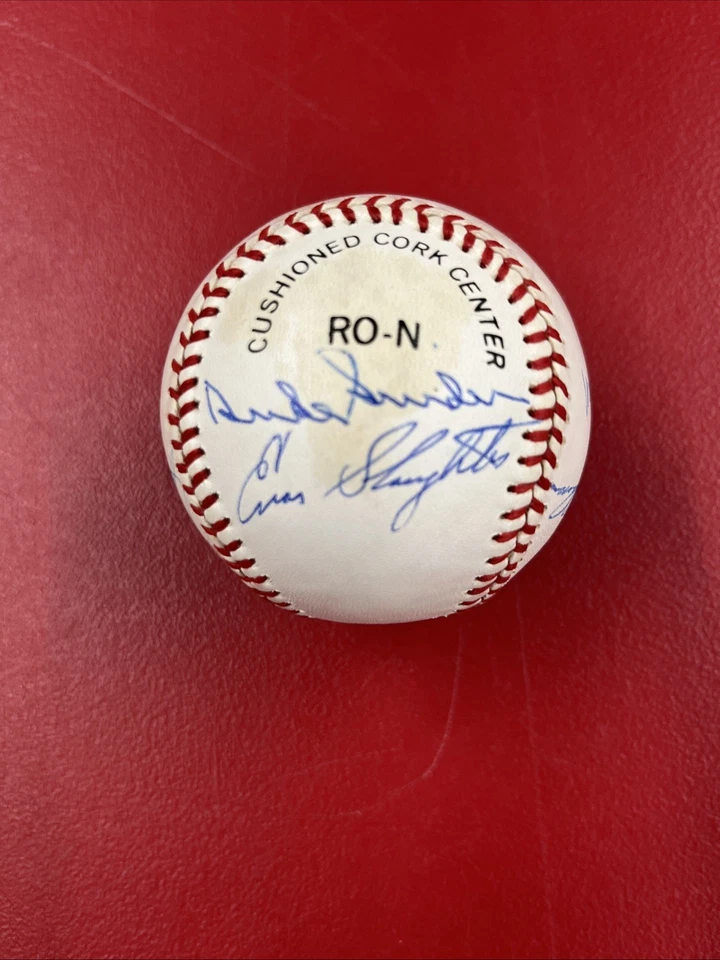 CUSHIONED CORK CENTER
RO-N
Duke Snider
Enos Slaughter